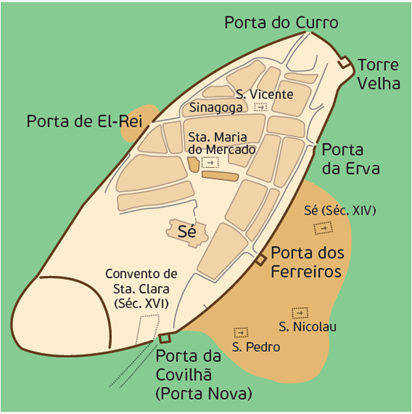 Porta do Curro
Torre
Velha
S. Vicente
Sinagoga
Porta de El-Rei
Sta. Maria
do Mercado
Porta
da Erva
Sé (Séc. XIV)
Sé
Porta dos
Ferreiros
Convento de
Sta. Clara
(Séc. XVI)
S. Nicolau
S. Pedro
Porta da
Covilhã
(Porta Nova)